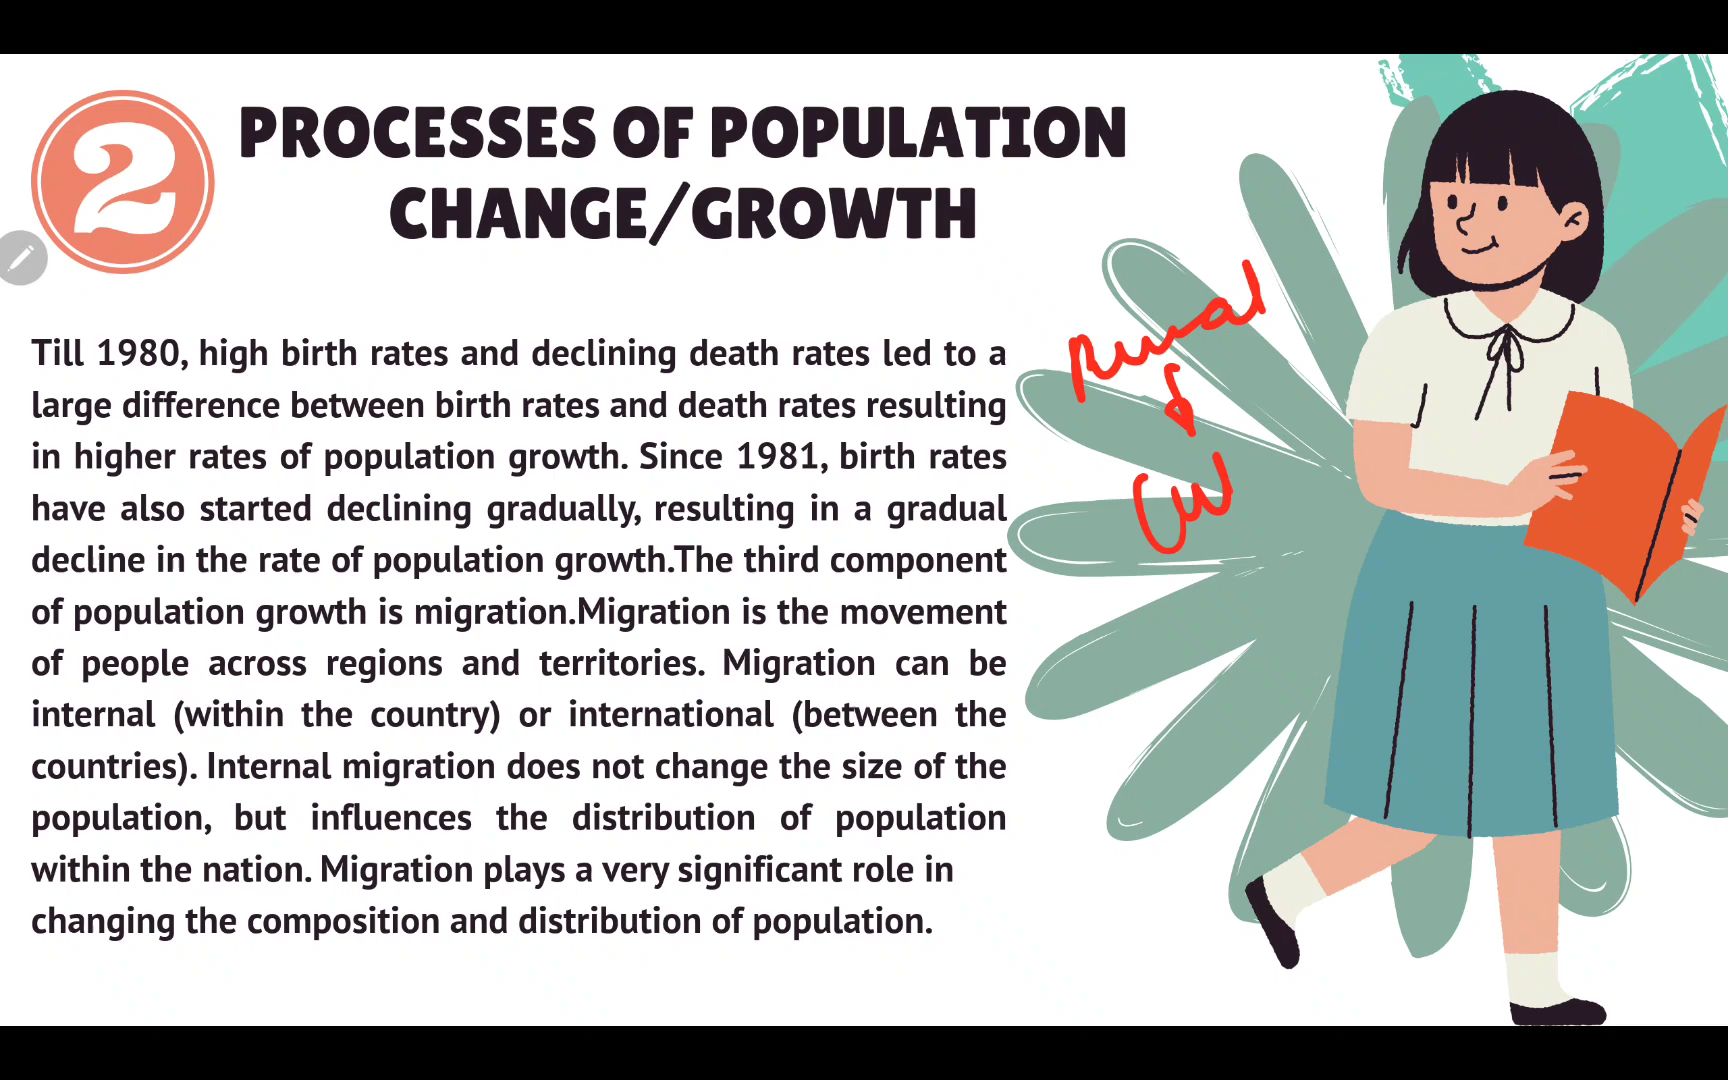 2
PROCESSES OF POPULATION
CHANGE/GROWTH
Till 1980, high birth rates and declining death rates led to a
large difference between birth rates and death rates resulting
in higher rates of population growth. Since 1981, birth rates
have also started declining gradually, resulting in a gradual
decline in the rate of population growth.The third component
of population growth is migration.Migration is the movement
of people across regions and territories. Migration can be
internal (within the country) or international (between the
countries). Internal migration does not change the size of the
population, but influences the distribution of population
within the nation. Migration plays a very significant role in
changing the composition and distribution of population.
Rural